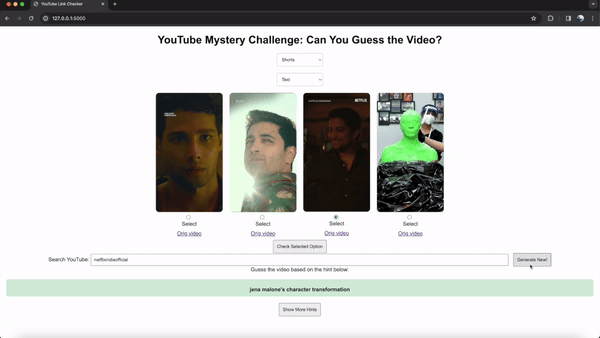 YouTube Link Checker
127.0.0.1:5000
YouTube Mystery Challenge: Can You Guess the Video?
Shorts
Text
NETFLIX
Select Select Select Select
Orig video Orig video Orig video Orig video
Check Selected Option
Search YouTube: netflixindiaofficial Generate New!
Guess the video based on the hint below:
jena malone's character transformation
Show More Hints